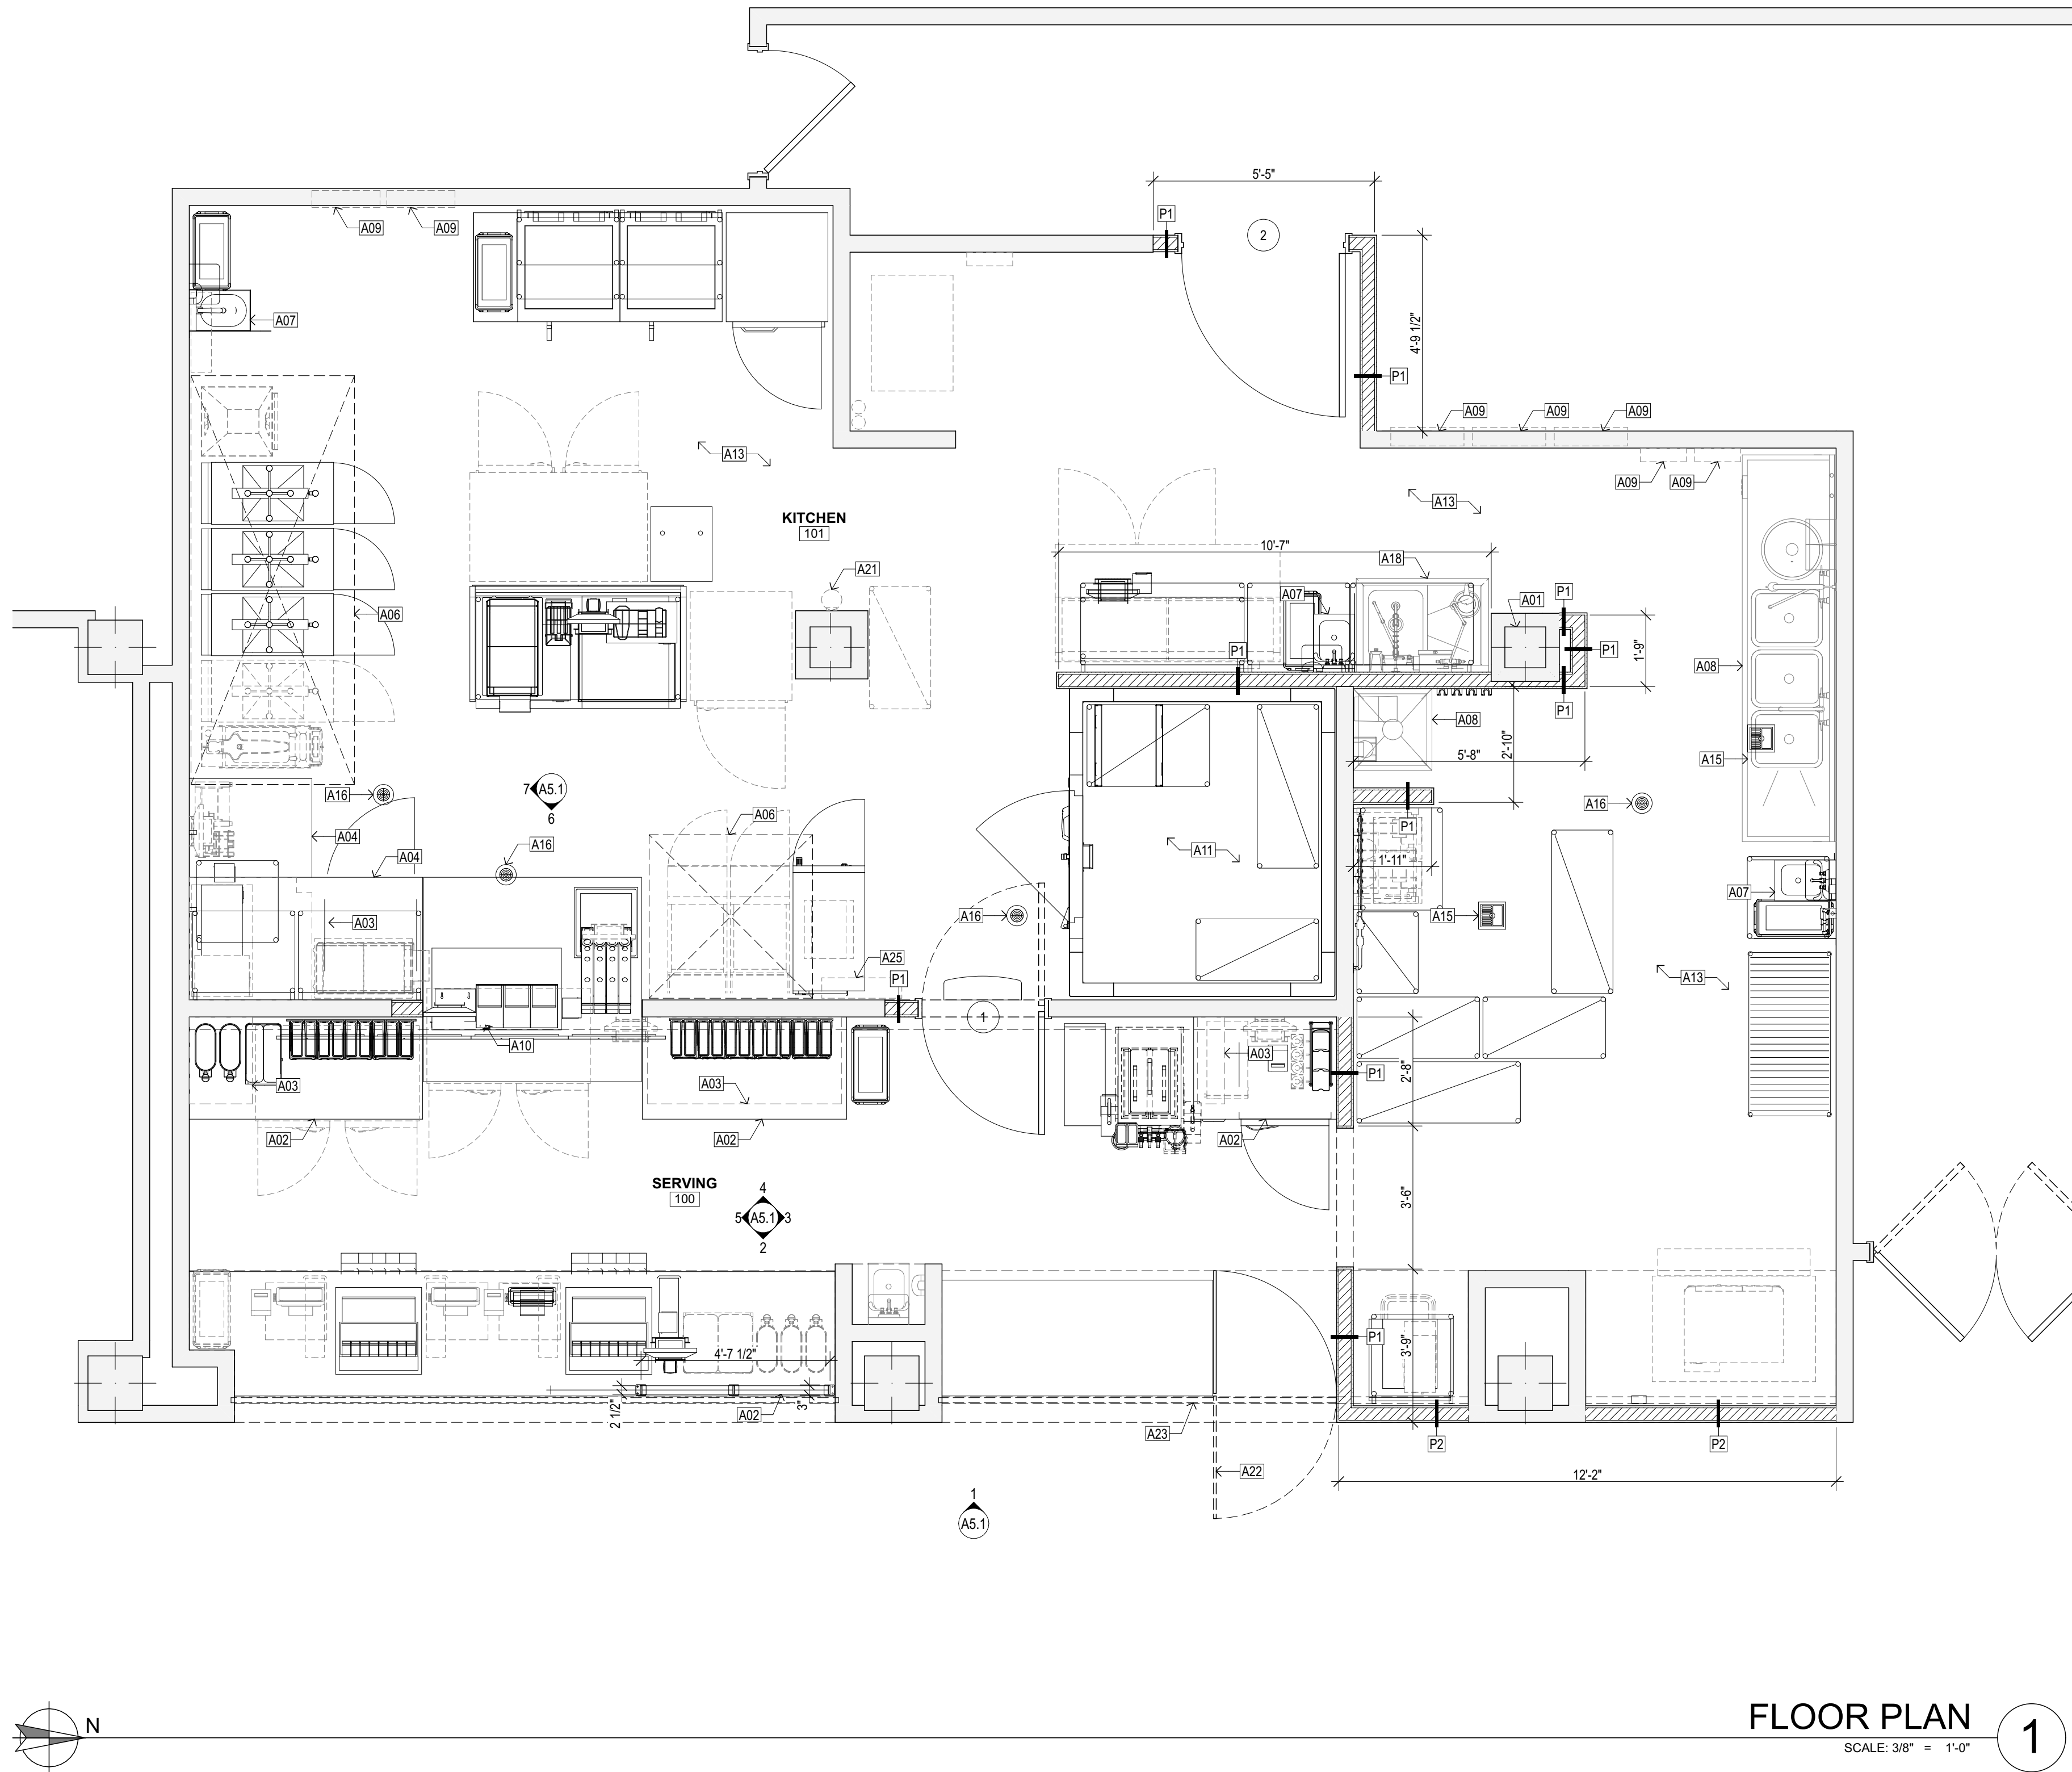 5'-5"
P1
2
A09
A09
A07
4'-9 1/2"
P1
A09
A09
A09
A13
A09
A09
A13
KITCHEN
101
10'-7"
A18
A21
A07
A01
P1
A06
P1
P1
1'-9"
A08
P1
A08
2'-10"
5'-8"
A15
7
A5.1
6
A16
A16
A06
A04
P1
A16
A11
A04
1'-11"
A07
A03
A16
A15
A25
P1
A13
1
A10
A03
A03
A03
P1
2'-8"
A02
A02
A02
SERVING
100
4
5
A5.1
3
2
3'-6"
P1
4'-7 1/2"
3'-9"
2 1/2"
A02
3"
A23
P2
P2
A22
12'-2"
1
A5.1
N
FLOOR PLAN
1
SCALE: 3/8" = 1'-0"